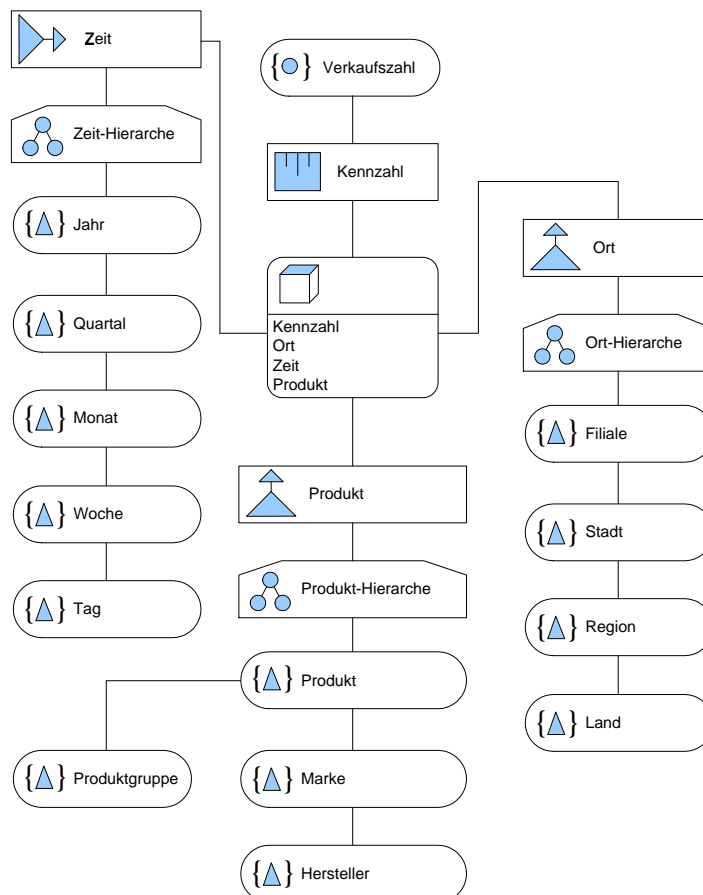 Zeit
Zeit-Hierarche
Jahr
Quartal
Monat
Woche
Tag
Verkaufszahl
Kennzahl
Kennzahl
Ort
Zeit
Produkt
Produkt
Produkt-Hierarche
Produkt
Produktgruppe
Marke
Hersteller
Ort
Ort-Hierarche
Filiale
Stadt
Region
Land